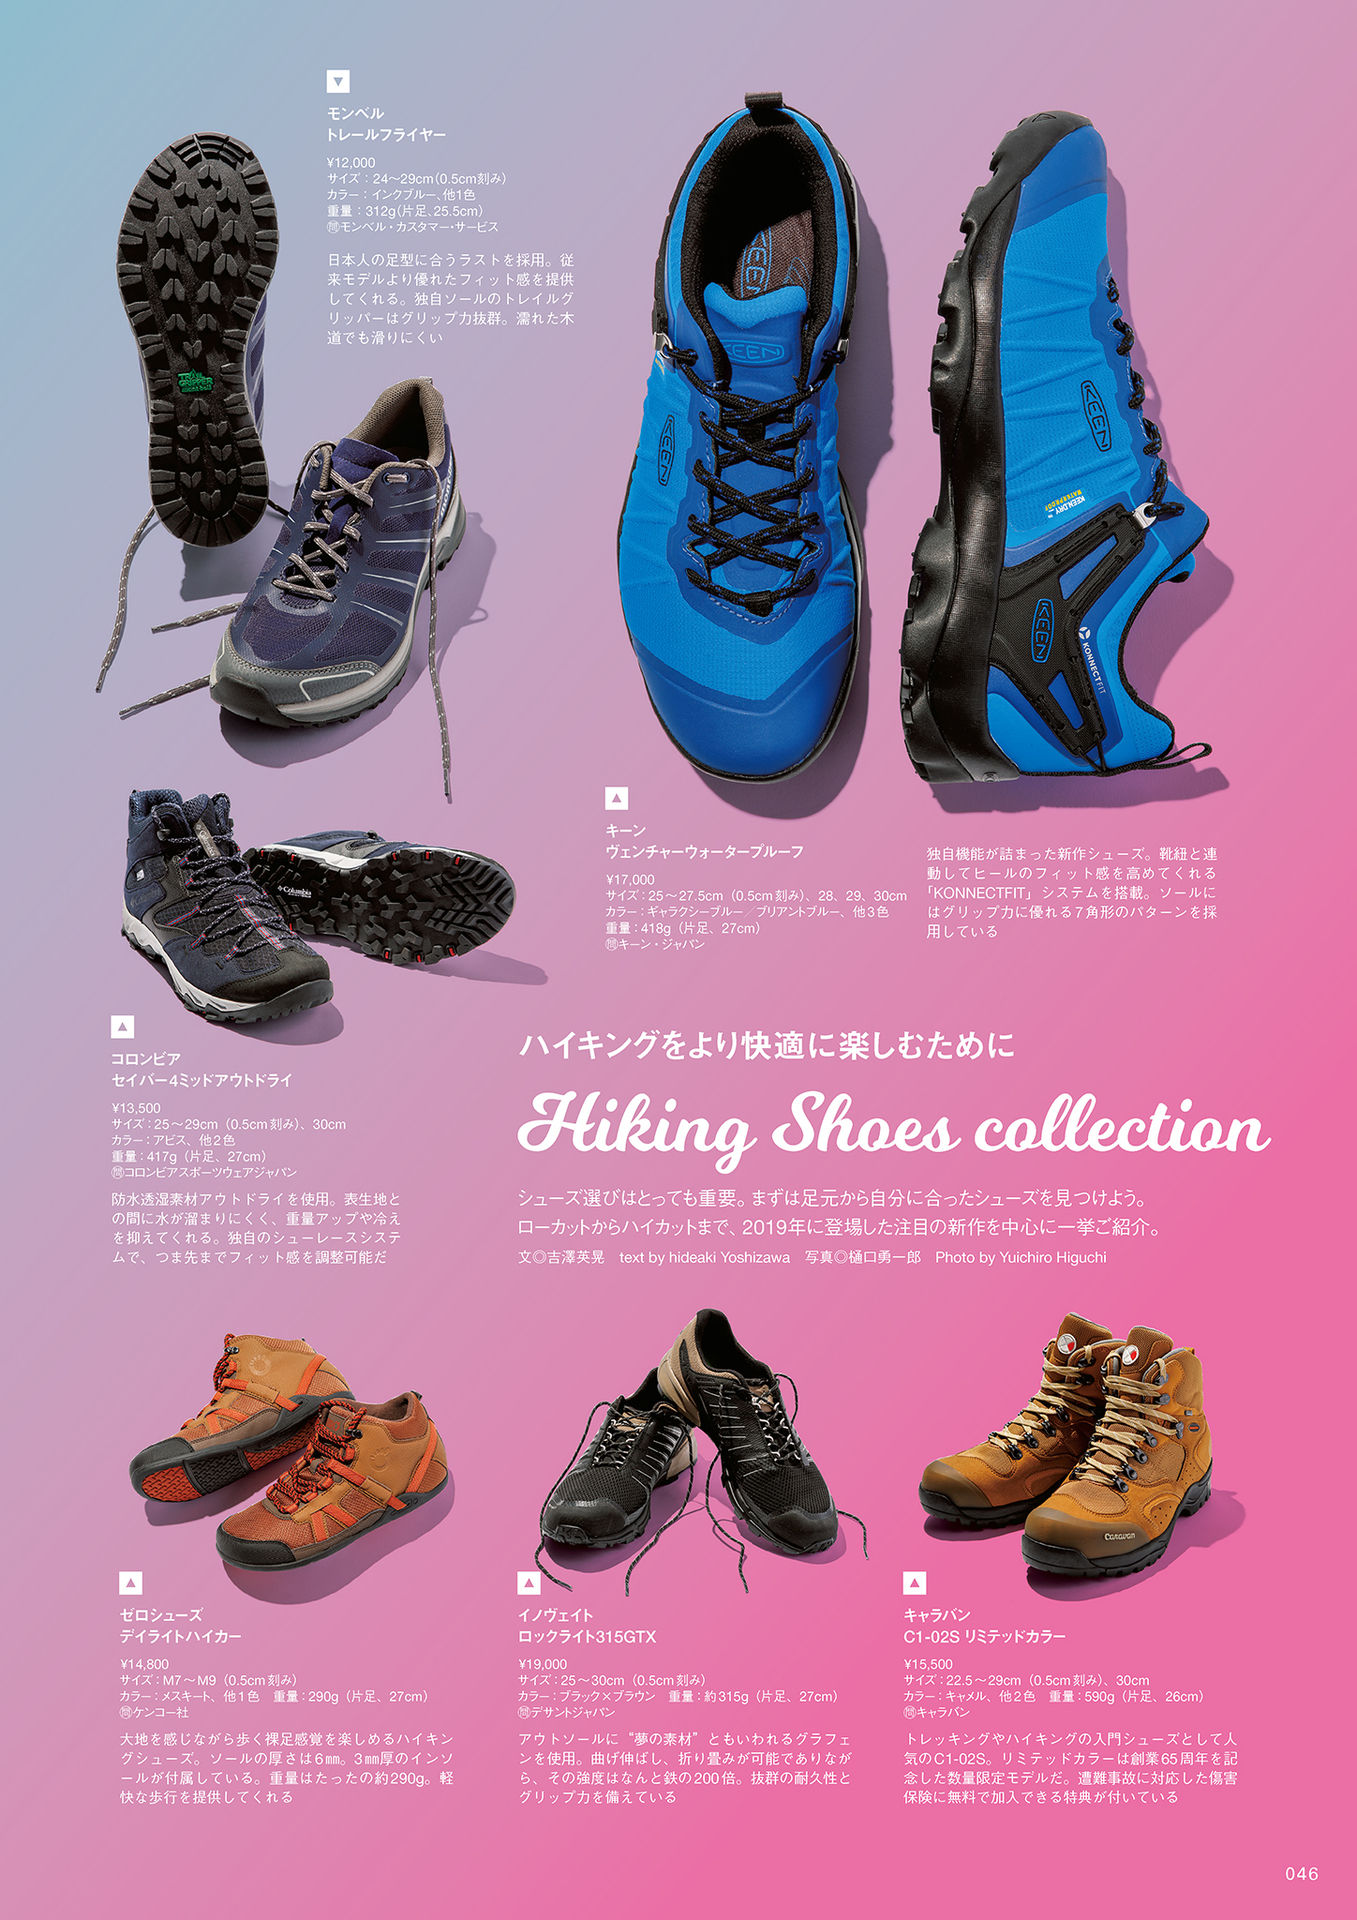 モンベル
トレールフライヤー
¥12,000
サイズ：24〜29cm（0.5cm刻み）
カラー：インクブルー、他1色
重量：312g（片足、25.5cm）
㉄モンベル・カスタマー・サービス
日本人の足型に合うラストを採用。従
来モデルより優れたフィット感を提供
してくれる。独自ソールのトレイルグ
リッパーはグリップ力抜群。濡れた木
道でも滑りにくい
TRAIL
GRIPPER
KEEN
KEEN
KEEN
KEEN
KEEN.DRY
WATERPROOF
KEEN
KONNECTFIT
キーン
ヴェンチャーウォータープルーフ
¥17,000
サイズ：25〜27.5cm（0.5cm刻み）、28、29、30cm
カラー：ギャラクシーブルー／ブリアントブルー、他3色
重量：418g（片足、27cm）
㉄キーン・ジャパン
独自機能が詰まった新作シューズ。靴紐と連
動してヒールのフィット感を高めてくれる
「KONNECTFIT」システムを搭載。ソールに
はグリップ力に優れる7角形のパターンを採
用している
Columbia
コロンビア
セイバー4ミッドアウトドライ
¥13,500
サイズ：25〜29cm（0.5cm刻み）、30cm
カラー：アビス、他2色
重量：417g（片足、27cm）
㉄コロンビアスポーツウェアジャパン
防水透湿素材アウトドライを使用。表生地と
の間に水が溜まりにくく、重量アップや冷え
を抑えてくれる。独自のシューレースシステ
ムで、つま先までフィット感を調整可能だ
ハイキングをより快適に楽しむために
Hiking Shoes collection
シューズ選びはとっても重要。まずは足元から自分に合ったシューズを見つけよう。
ローカットからハイカットまで、2019年に登場した注目の新作を中心に一挙ご紹介。
文◎吉澤英晃　text by hideaki Yoshizawa　写真◎樋口勇一郎　Photo by Yuichiro Higuchi
ゼロシューズ
デイライトハイカー
¥14,800
サイズ：M7〜M9（0.5cm刻み）
カラー：メスキート、他1色　重量：290g（片足、27cm）
㉄ケンコー社
大地を感じながら歩く裸足感覚を楽しめるハイキン
グシューズ。ソールの厚さは6㎜。3㎜厚のインソ
ールが付属している。重量はたったの約290g。軽
快な歩行を提供してくれる
イノヴェイト
ロックライト315GTX
¥19,000
サイズ：25〜30cm（0.5cm刻み）
カラー：ブラック×ブラウン　重量：約315g（片足、27cm）
㉄デサントジャパン
アウトソールに“夢の素材”ともいわれるグラフェ
ンを使用。曲げ伸ばし、折り畳みが可能でありなが
ら、その強度はなんと鉄の200倍。抜群の耐久性と
グリップ力を備えている
Caravan
キャラバン
C1-02S リミテッドカラー
¥15,500
サイズ：22.5〜29cm（0.5cm刻み）、30cm
カラー：キャメル、他2色　重量：590g（片足、26cm）
㉄キャラバン
トレッキングやハイキングの入門シューズとして人
気のC1-02S。リミテッドカラーは創業65周年を記
念した数量限定モデルだ。遭難事故に対応した傷害
保険に無料で加入できる特典が付いている
046